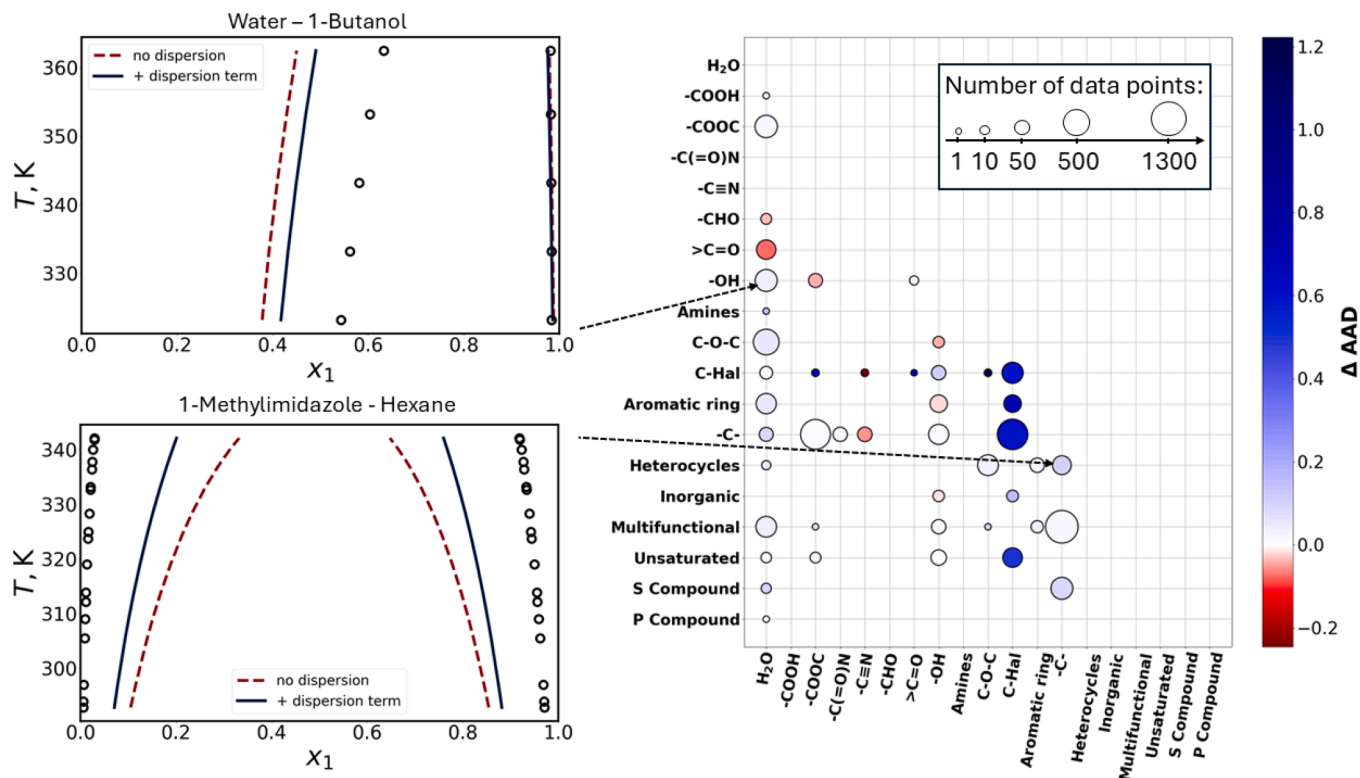 Water – 1-Butanol
no dispersion
+ dispersion term
360
350
340
330
T, K
0.0 0.2 0.4 0.6 0.8 1.0
x₁
1-Methylimidazole - Hexane
340
330
320
310
300
T, K
no dispersion
+ dispersion term
0.0 0.2 0.4 0.6 0.8 1.0
x₁
H₂O
-COOH
-COOC
-C(=O)N
-C≡N
-CHO
>C=O
-OH
Amines
C-O-C
C-Hal
Aromatic ring
-C-
Heterocycles
Inorganic
Multifunctional
Unsaturated
S Compound
P Compound
Number of data points:
1 10 50 500 1300
H₂O
-COOH
-COOC
-C(=O)N
-C≡N
-CHO
>C=O
-OH
Amines
C-O-C
C-Hal
Aromatic ring
-C-
Heterocycles
Inorganic
Multifunctional
Unsaturated
S Compound
P Compound
1.2
1.0
0.8
0.6
0.4
0.2
0.0
−0.2
Δ AAD